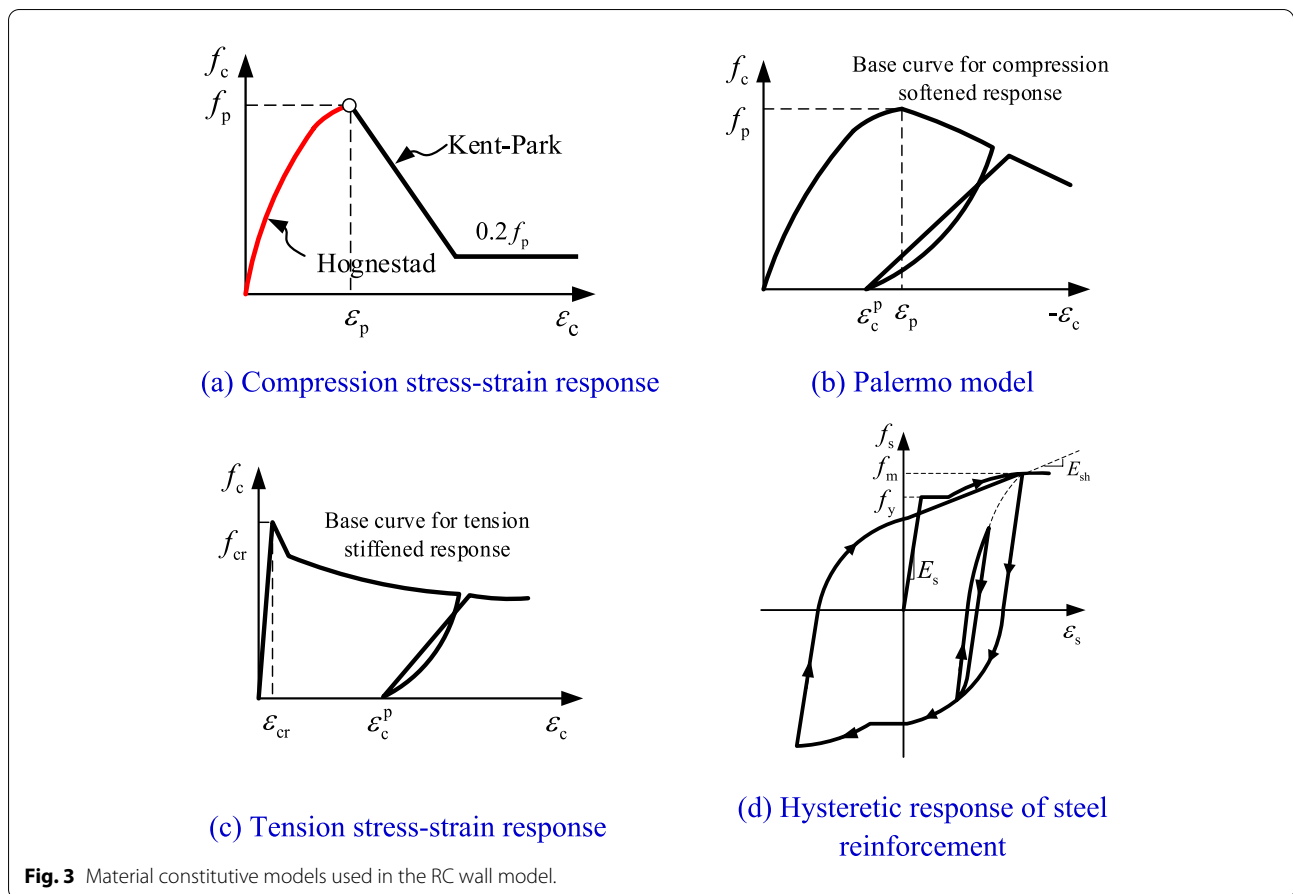 f_c
f_p
Kent-Park
0.2 f_p
Hognestad
ε_p
ε_c
(a) Compression stress-strain response
f_c
Base curve for compression
softened response
f_p
ε_c^p
ε_p
-ε_c
(b) Palermo model
f_c
f_cr
Base curve for tension
stiffened response
ε_cr
ε_c^p
ε_c
(c) Tension stress-strain response
f_s
f_m
E_sh
f_y
E_s
ε_s
(d) Hysteretic response of steel
reinforcement
Fig. 3 Material constitutive models used in the RC wall model.